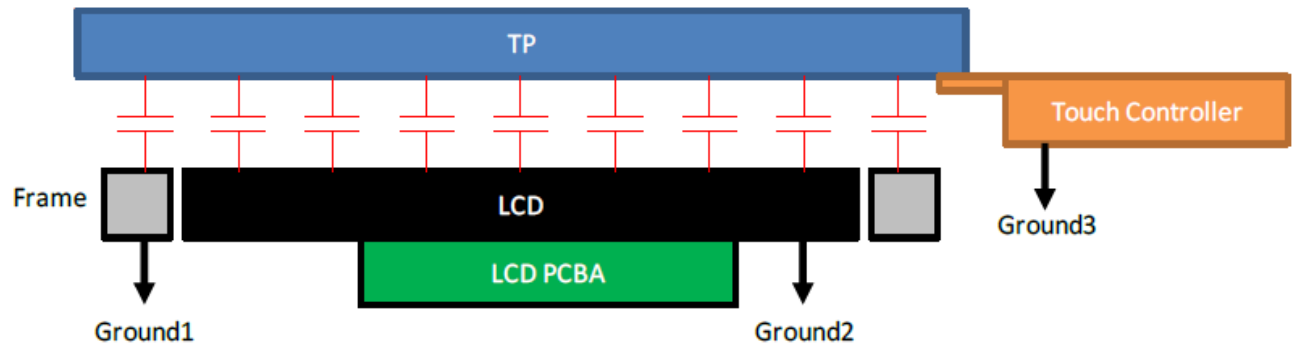 TP
Touch Controller
Frame
LCD
Ground3
LCD PCBA
Ground1
Ground2